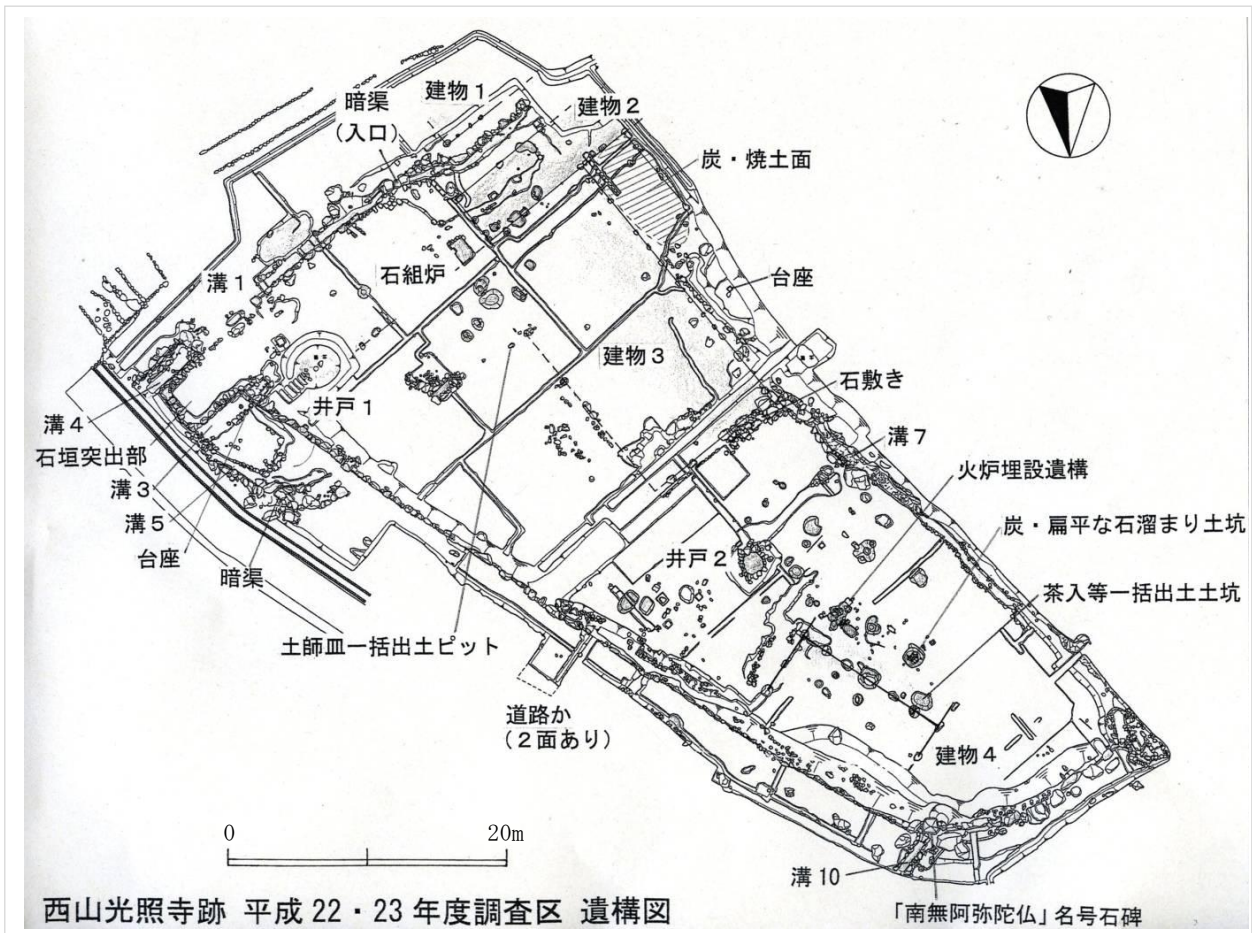 建物1
暗渠
(入口)
建物2
炭・焼土面
溝1
石組炉
台座
建物3
井戸1
石敷き
溝4
石垣突出部
溝3
溝5
台座
暗渠
溝7
火炉埋設遺構
炭・扁平な石溜まり土坑
井戸2
茶入等一括出土土坑
土師皿一括出土ピット
道路か
(2面あり)
建物4
0 20m
溝10
「南無阿弥陀仏」名号石碑
西山光照寺跡 平成22・23年度調査区 遺構図